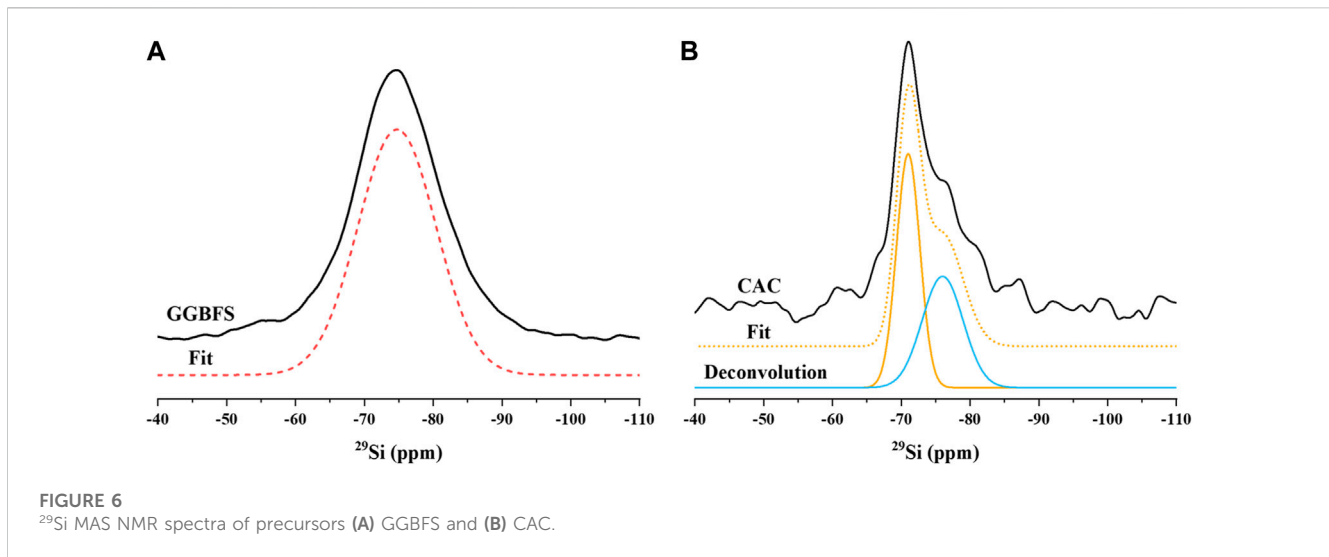 A
GGBFS
Fit
-40 -50 -60 -70 -80 -90 -100 -110
²⁹Si (ppm)
B
CAC
Fit
Deconvolution
-40 -50 -60 -70 -80 -90 -100 -110
²⁹Si (ppm)
FIGURE 6
²⁹Si MAS NMR spectra of precursors (A) GGBFS and (B) CAC.